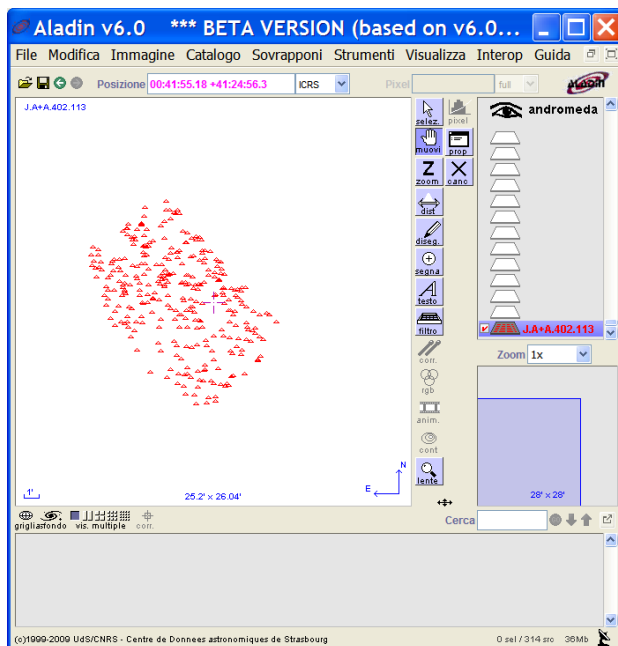 Aladin v6.0 *** BETA VERSION (based on v6.0...
File Modifica Immagine Catalogo Sovrapponi Strumenti Visualizza Interop Guida
Posizione 00:41:55.18 +41:24:56.3 ICRS Pixel full ALADIN
J.A+A.402.113
selez. pixel
muovi prop
Z zoom X canc
dist
diseg.
segna
testo
filtro
corr.
rgb
anim.
cont
lente
andromeda
J.A+A.402.113
Zoom 1x
1'
25.2' x 26.04'
E
N
28' x 28'
griglia sfondo vis. multiple corr.
Cerca
(c)1999-2009 UdS/CNRS - Centre de Donnees astronomiques de Strasbourg
0 sel / 314 src 36Mb